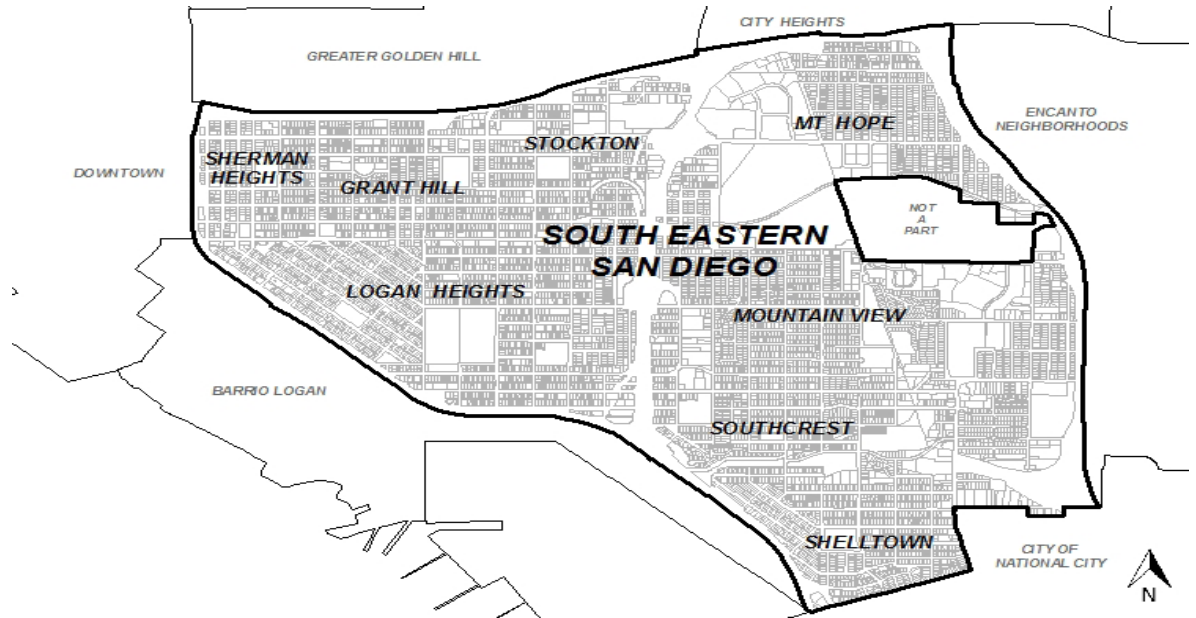 CITY HEIGHTS
GREATER GOLDEN HILL
ENCANTO
NEIGHBORHOODS
MT HOPE
STOCKTON
SHERMAN
HEIGHTS
DOWNTOWN
GRANT HILL
NOT
A
PART
SOUTH EASTERN
SAN DIEGO
LOGAN HEIGHTS
MOUNTAIN VIEW
BARRIO LOGAN
SOUTHCREST
SHELLTOWN
CITY OF
NATIONAL CITY
N